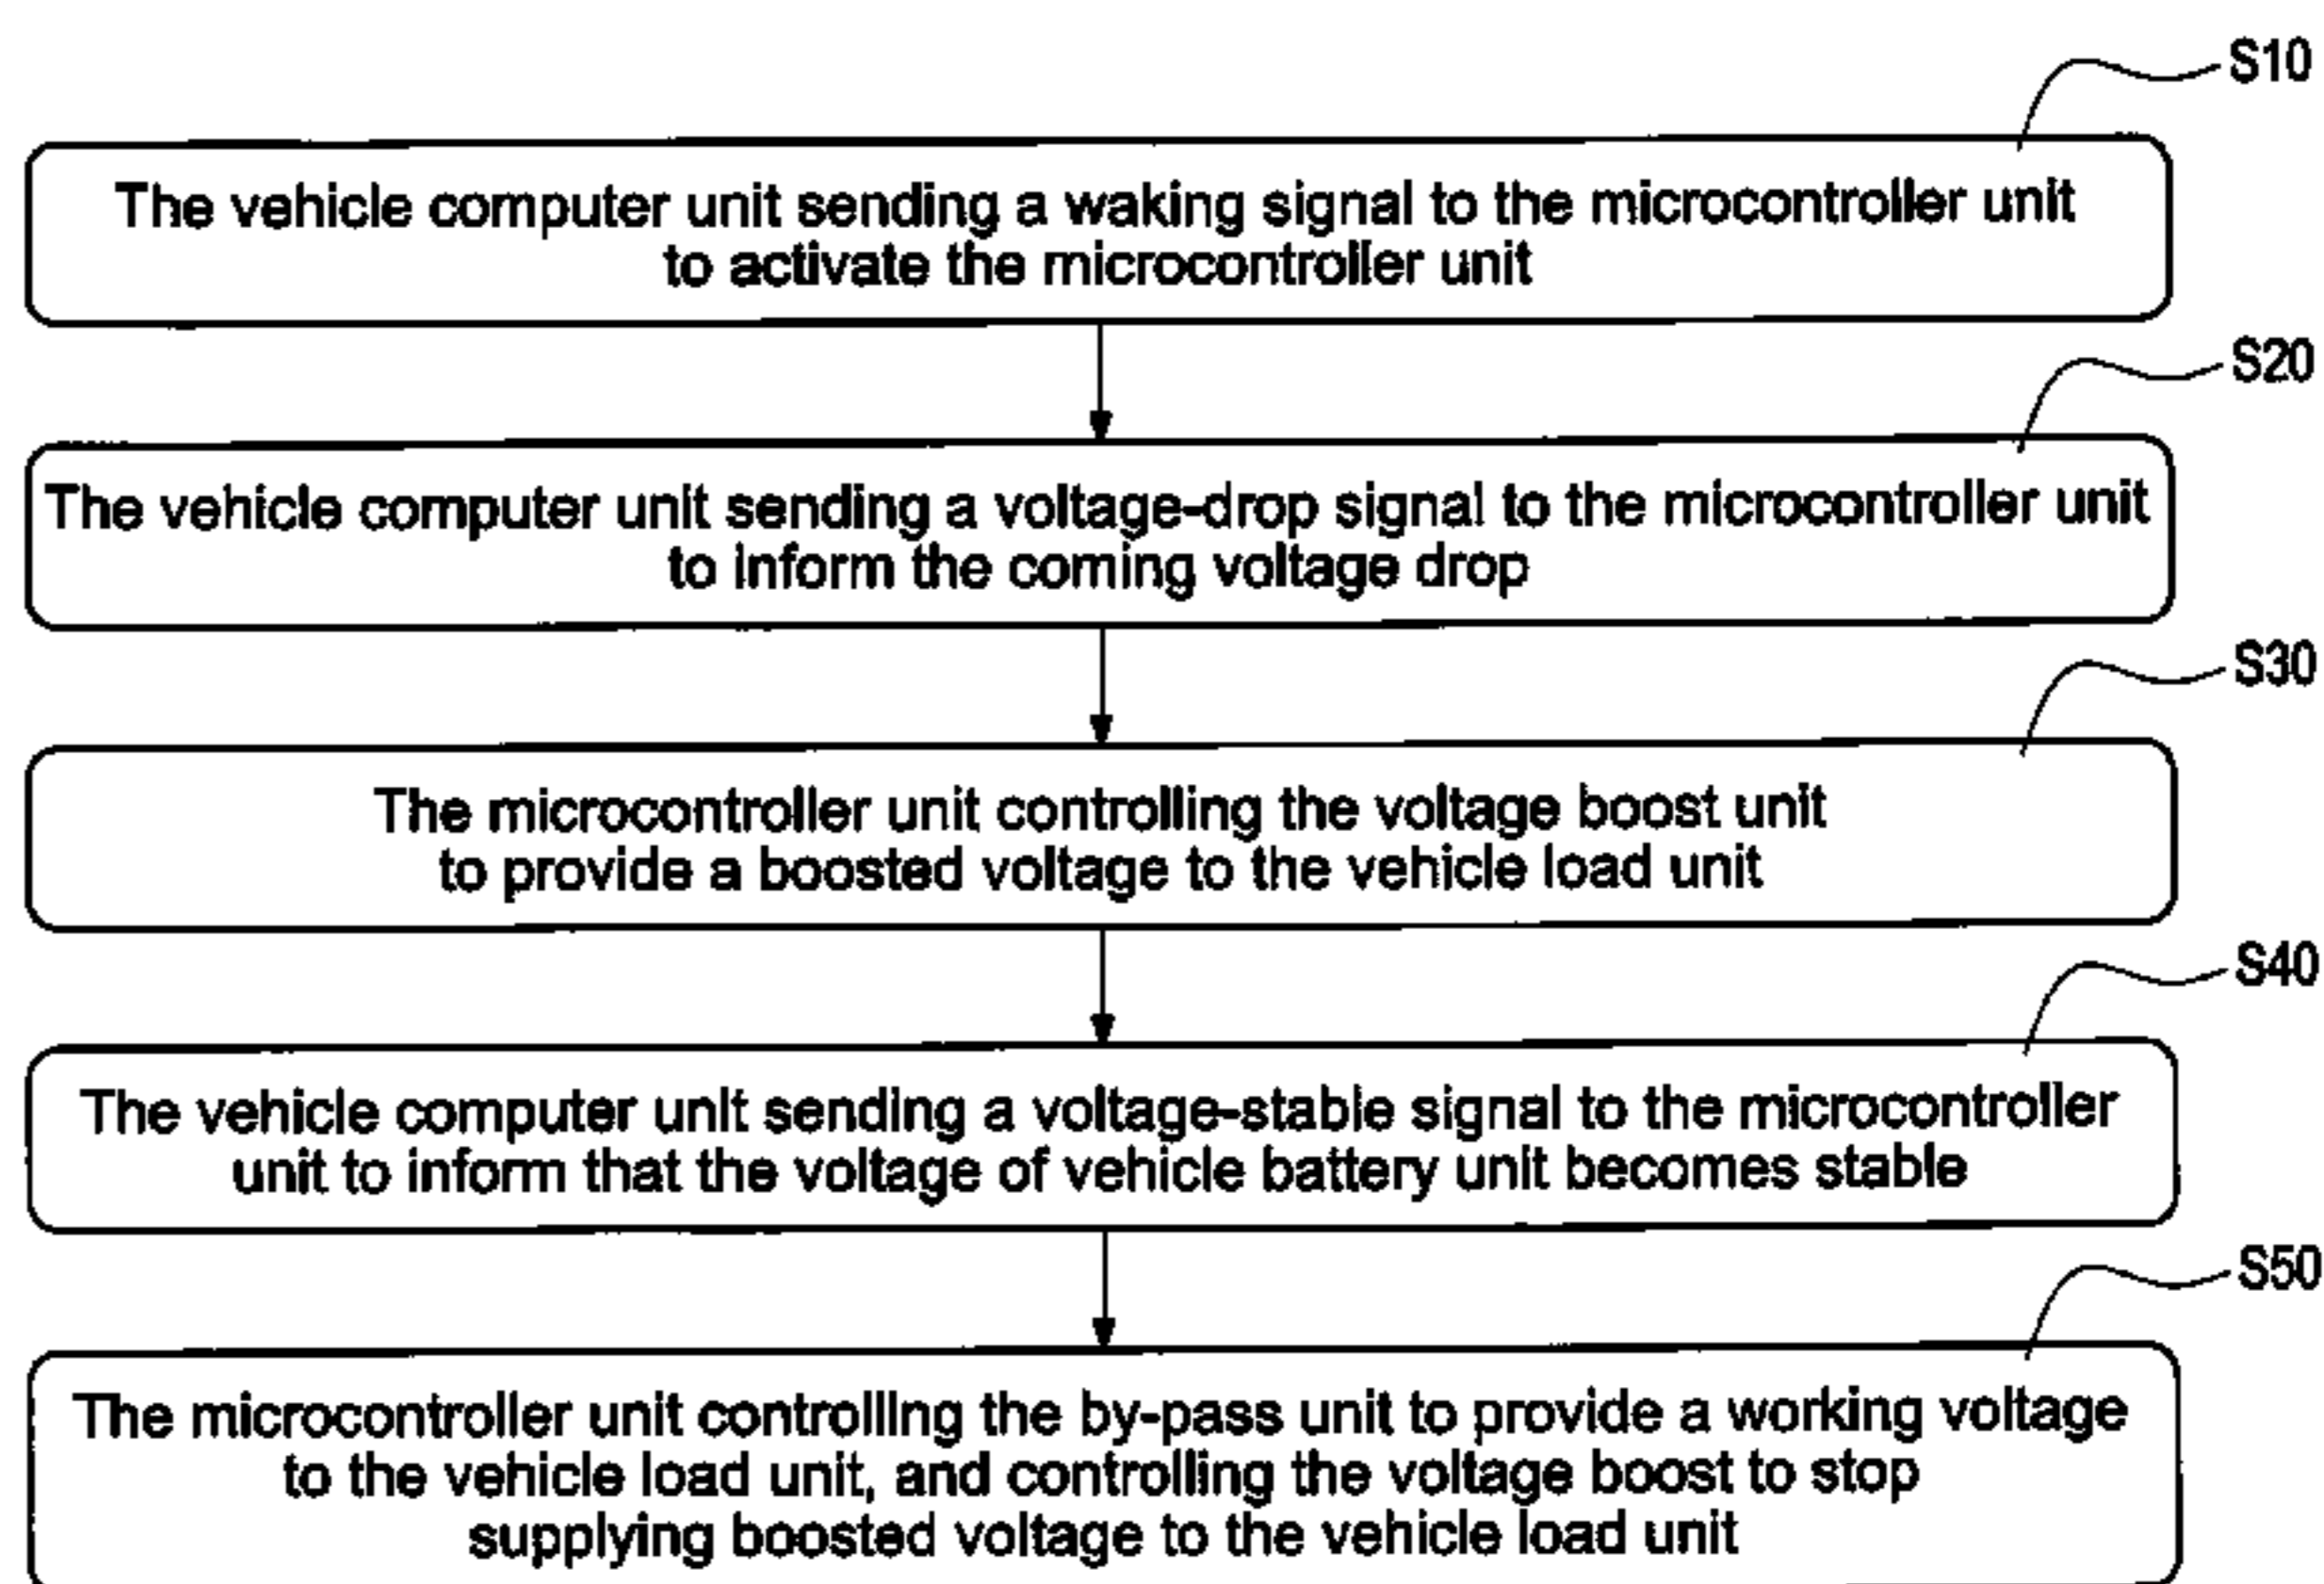 S10
The vehicle computer unit sending a waking signal to the microcontroller unit
to activate the microcontroller unit
S20
The vehicle computer unit sending a voltage-drop signal to the microcontroller unit
to inform the coming voltage drop
S30
The microcontroller unit controlling the voltage boost unit
to provide a boosted voltage to the vehicle load unit
S40
The vehicle computer unit sending a voltage-stable signal to the microcontroller
unit to inform that the voltage of vehicle battery unit becomes stable
S50
The microcontroller unit controlling the by-pass unit to provide a working voltage
to the vehicle load unit, and controlling the voltage boost to stop
supplying boosted voltage to the vehicle load unit